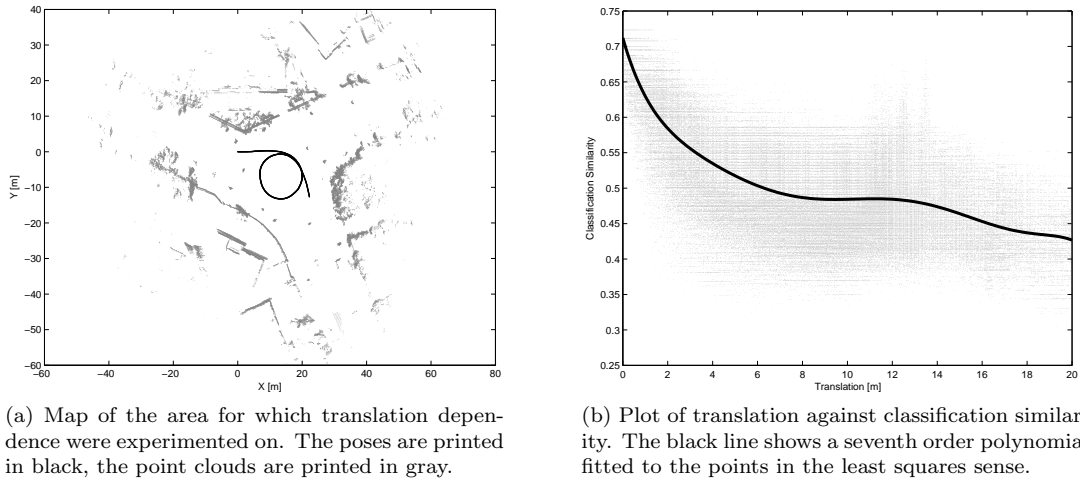 40
30
20
10
0
−10
−20
−30
−40
−50
−60
Y [m]
−60 −40 −20 0 20 40 60 80
X [m]
0.75
0.7
0.65
0.6
0.55
0.5
0.45
0.4
0.35
0.3
0.25
Classification Similarity
0 2 4 6 8 10 12 14 16 18 20
Translation [m]
(a) Map of the area for which translation depen-
dence were experimented on. The poses are printed
in black, the point clouds are printed in gray.
(b) Plot of translation against classification similar-
ity. The black line shows a seventh order polynomia
fitted to the points in the least squares sense.